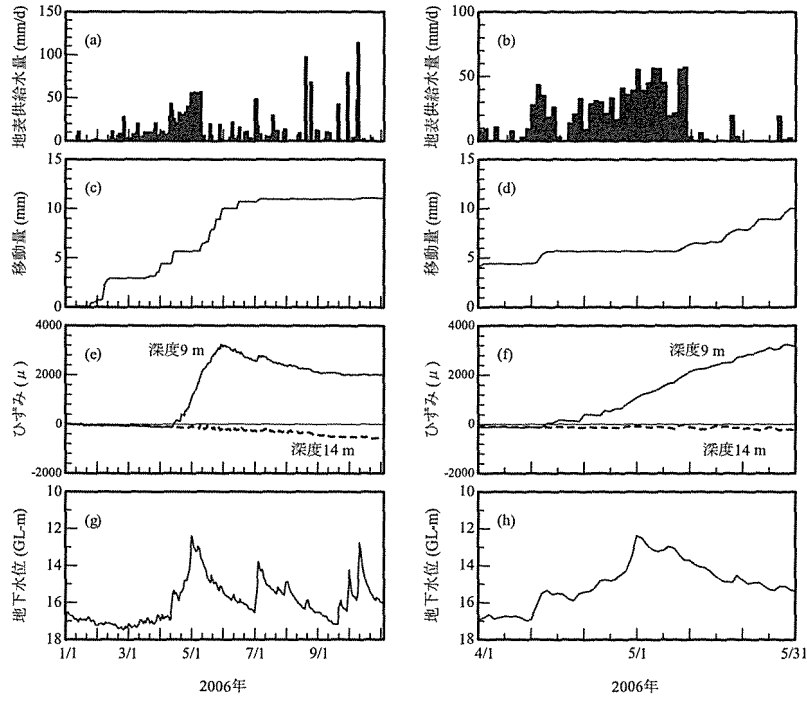 地表供給水量 (mm/d)
150
100
50
0
(a)
地表供給水量 (mm/d)
100
50
0
(b)
移動量 (mm)
15
10
5
0
(c)
移動量 (mm)
15
10
5
0
(d)
ひずみ (μ)
4000
2000
0
-2000
(e)
深度9 m
深度14 m
ひずみ (μ)
4000
2000
0
-2000
(f)
深度9 m
深度14 m
地下水位 (GL-m)
10
12
14
16
18
(g)
1/1 3/1 5/1 7/1 9/1
2006年
地下水位 (GL-m)
10
12
14
16
18
(h)
4/1 5/1 5/31
2006年